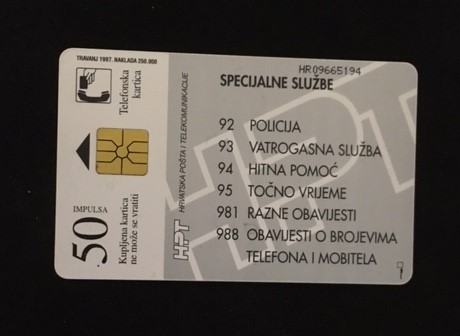 TRAVANJ 1997. NAKLADA 250.000
Telefonska
kartica
50
IMPULSA
Kupljena kartica
ne može se vratiti
HPT
HRVATSKA POŠTA I TELEKOMUNIKACIJE
HR09665194
SPECIJALNE SLUŽBE
92 POLICIJA
93 VATROGASNA SLUŽBA
94 HITNA POMOĆ
95 TOČNO VRIJEME
981 RAZNE OBAVIJESTI
988 OBAVIJESTI O BROJEVIMA
TELEFONA I MOBITELA
HPT